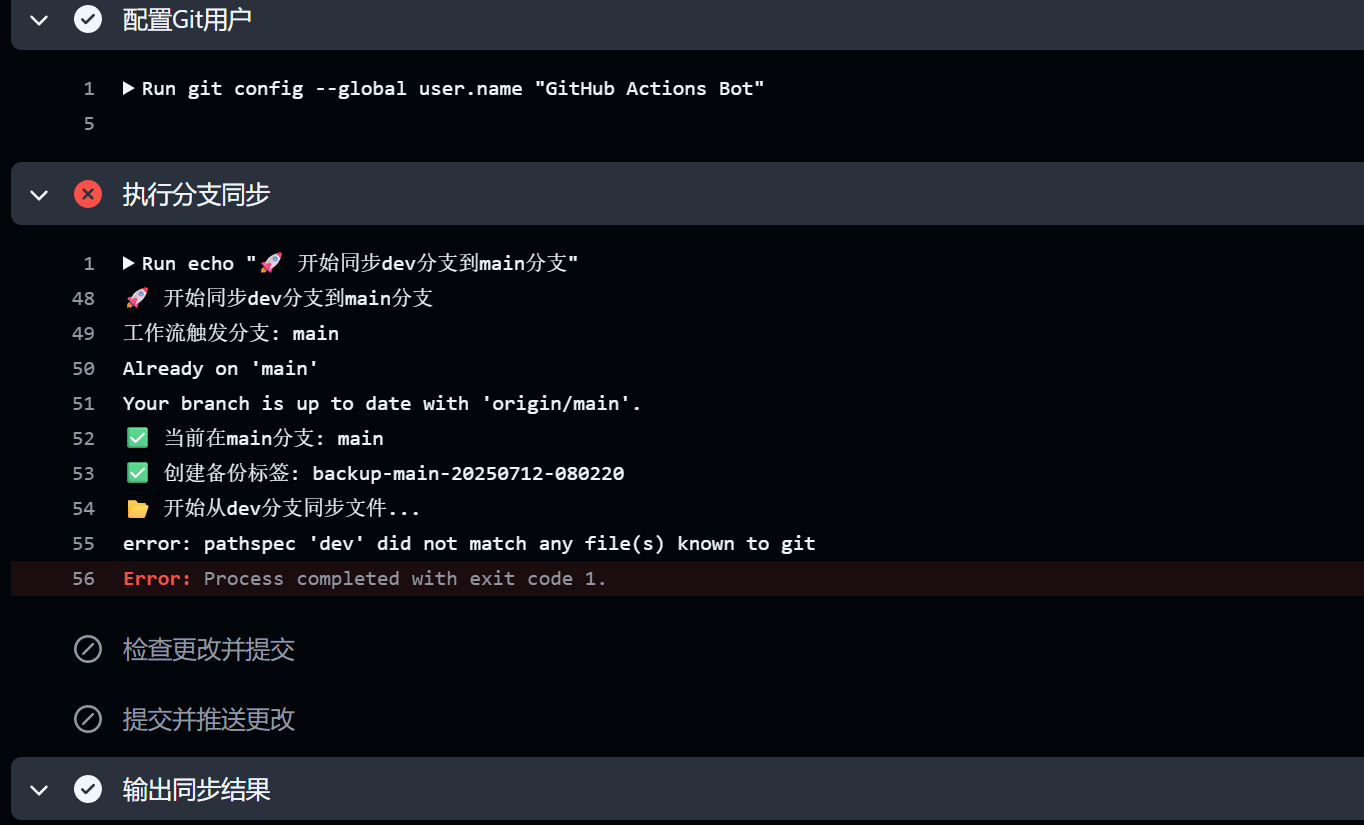 配置Git用户
1 Run git config --global user.name "GitHub Actions Bot"
5
执行分支同步
1 Run echo "🚀 开始同步dev分支到main分支"
48 🚀 开始同步dev分支到main分支
49 工作流触发分支: main
50 Already on 'main'
51 Your branch is up to date with 'origin/main'.
52 ✅ 当前在main分支: main
53 ✅ 创建备份标签: backup-main-20250712-080220
54 📂 开始从dev分支同步文件...
55 error: pathspec 'dev' did not match any file(s) known to git
56 Error: Process completed with exit code 1.
检查更改并提交
提交并推送更改
输出同步结果